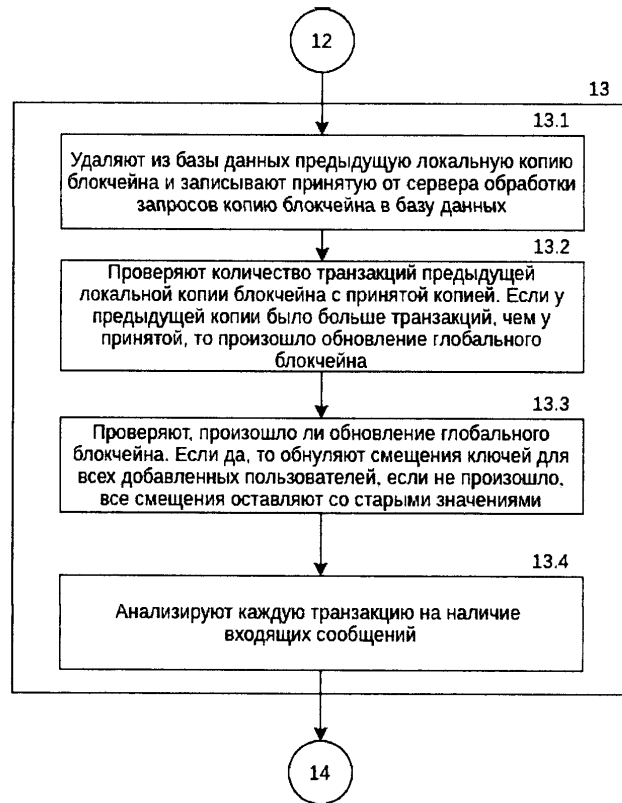 12
13
13.1
Удаляют из базы данных предыдущую локальную копию
блокчейна и записывают принятую от сервера обработки
запросов копию блокчейна в базу данных
13.2
Проверяют количество транзакций предыдущей
локальной копии блокчейна с принятой копией. Если у
предыдущей копии было больше транзакций, чем у
принятой, то произошло обновление глобального
блокчейна
13.3
Проверяют, произошло ли обновление глобального
блокчейна. Если да, то обнуляют смещения ключей для
всех добавленных пользователей, если не произошло,
все смещения оставляют со старыми значениями
13.4
Анализируют каждую транзакцию на наличие
входящих сообщений
14